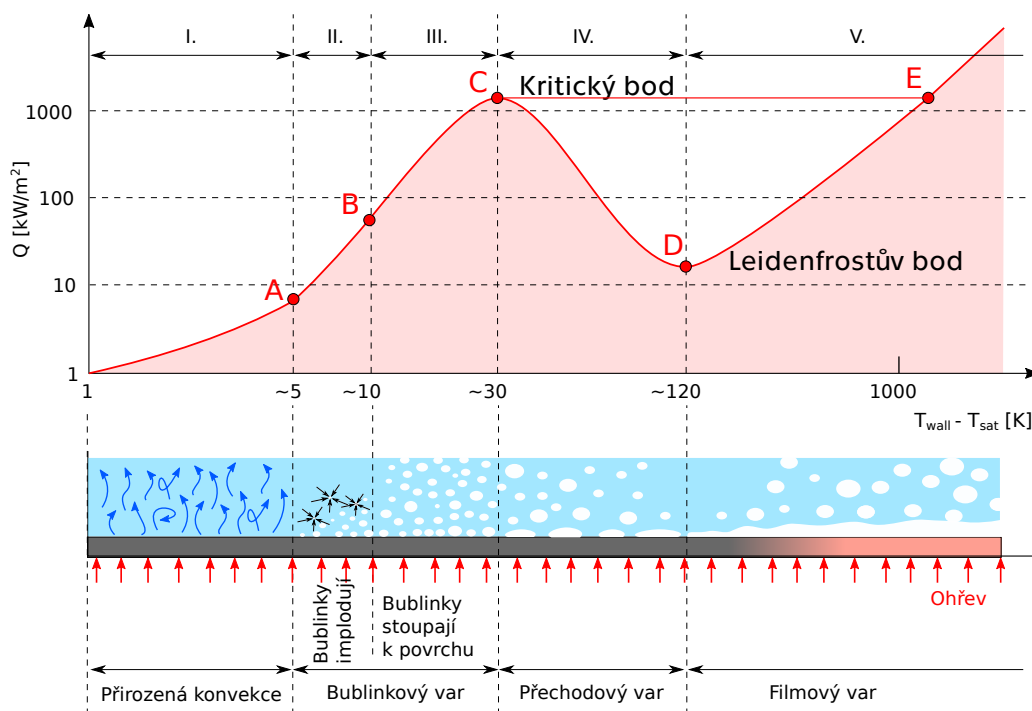 I.
II.
III.
IV.
V.
C
Kritický bod
E
1000
Q [kW/m²]
100
B
D
Leidenfrostův bod
A
10
1
1
~5
~10
~30
~120
1000
T_wall - T_sat [K]
Ohřev
Bublinky
implodují
Bublinky
stoupají
k povrchu
Přirozená konvekce
Bublinkový var
Přechodový var
Filmový var